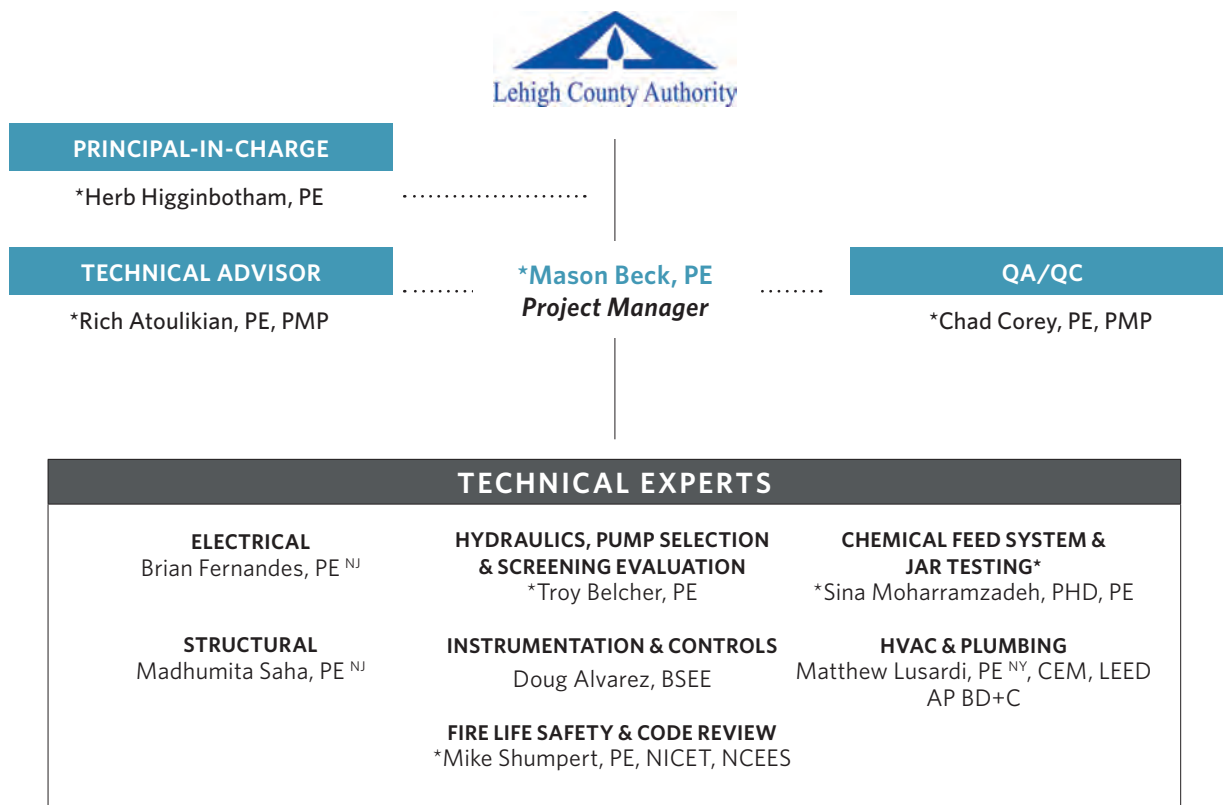 Lehigh County Authority
PRINCIPAL-IN-CHARGE
*Herb Higginbotham, PE
TECHNICAL ADVISOR
*Rich Atoulikian, PE, PMP
*Mason Beck, PE
Project Manager
QA/QC
*Chad Corey, PE, PMP
TECHNICAL EXPERTS
ELECTRICAL
Brian Fernandes, PE NJ
HYDRAULICS, PUMP SELECTION
& SCREENING EVALUATION
*Troy Belcher, PE
CHEMICAL FEED SYSTEM &
JAR TESTING*
*Sina Moharramzadeh, PHD, PE
STRUCTURAL
Madhumita Saha, PE NJ
INSTRUMENTATION & CONTROLS
Doug Alvarez, BSEE
HVAC & PLUMBING
Matthew Lusardi, PE NY, CEM, LEED
AP BD+C
FIRE LIFE SAFETY & CODE REVIEW
*Mike Shumpert, PE, NICET, NCEES